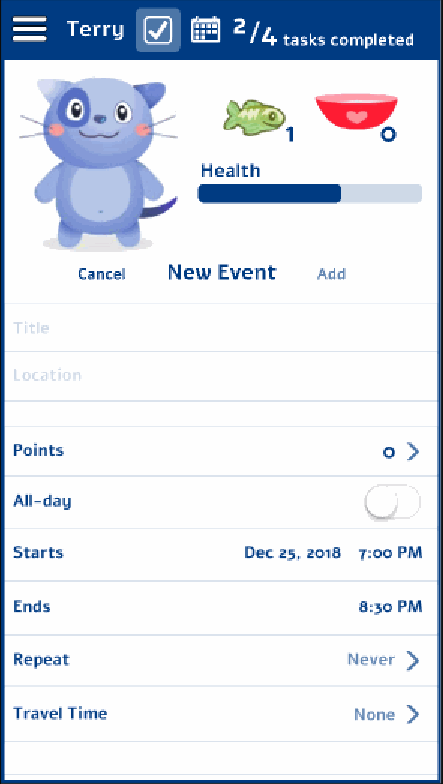 Terry 2/4 tasks completed
1 0
Health
Cancel New Event Add
Title
Location
Points 0
All-day
Starts Dec 25, 2018 7:00 PM
Ends 8:30 PM
Repeat Never
Travel Time None